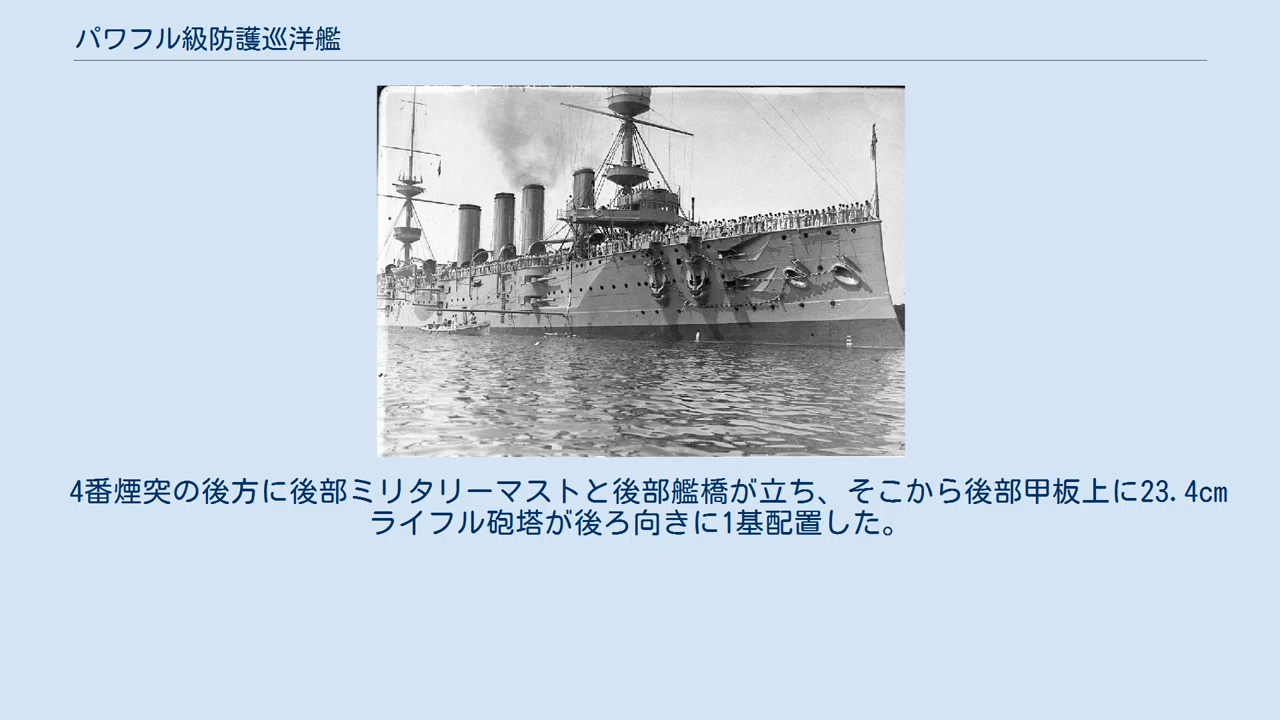 パワフル級防護巡洋艦
4番煙突の後方に後部ミリタリーマストと後部艦橋が立ち、そこから後部甲板上に23.4cm
ライフル砲塔が後ろ向きに1基配置した。